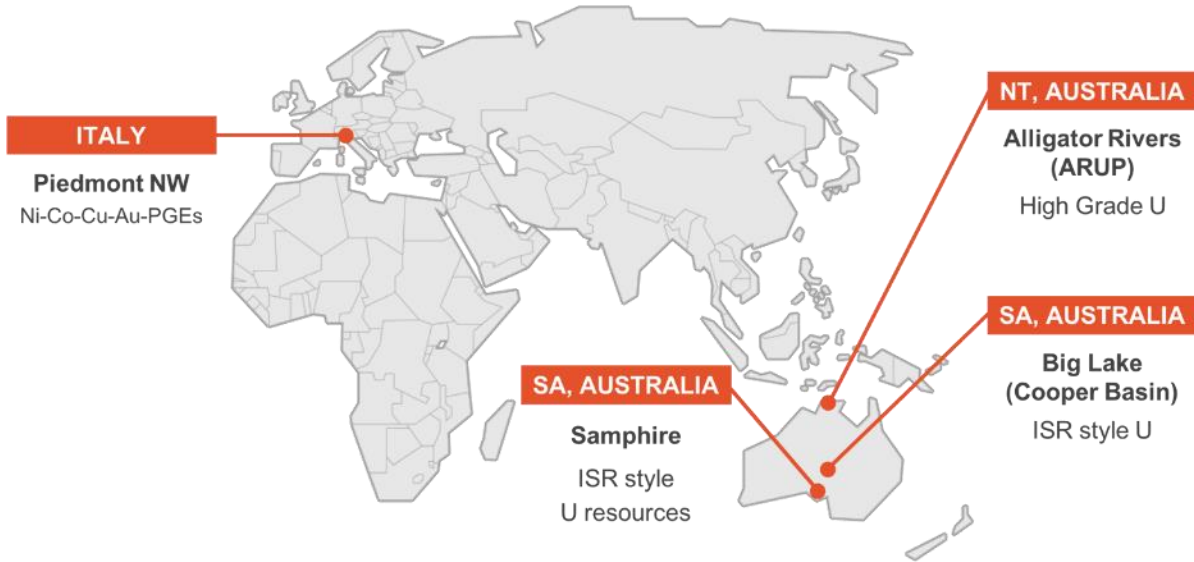 ITALY
Piedmont NW
Ni-Co-Cu-Au-PGEs
NT, AUSTRALIA
Alligator Rivers
(ARUP)
High Grade U
SA, AUSTRALIA
Big Lake
(Cooper Basin)
ISR style U
SA, AUSTRALIA
Samphire
ISR style
U resources